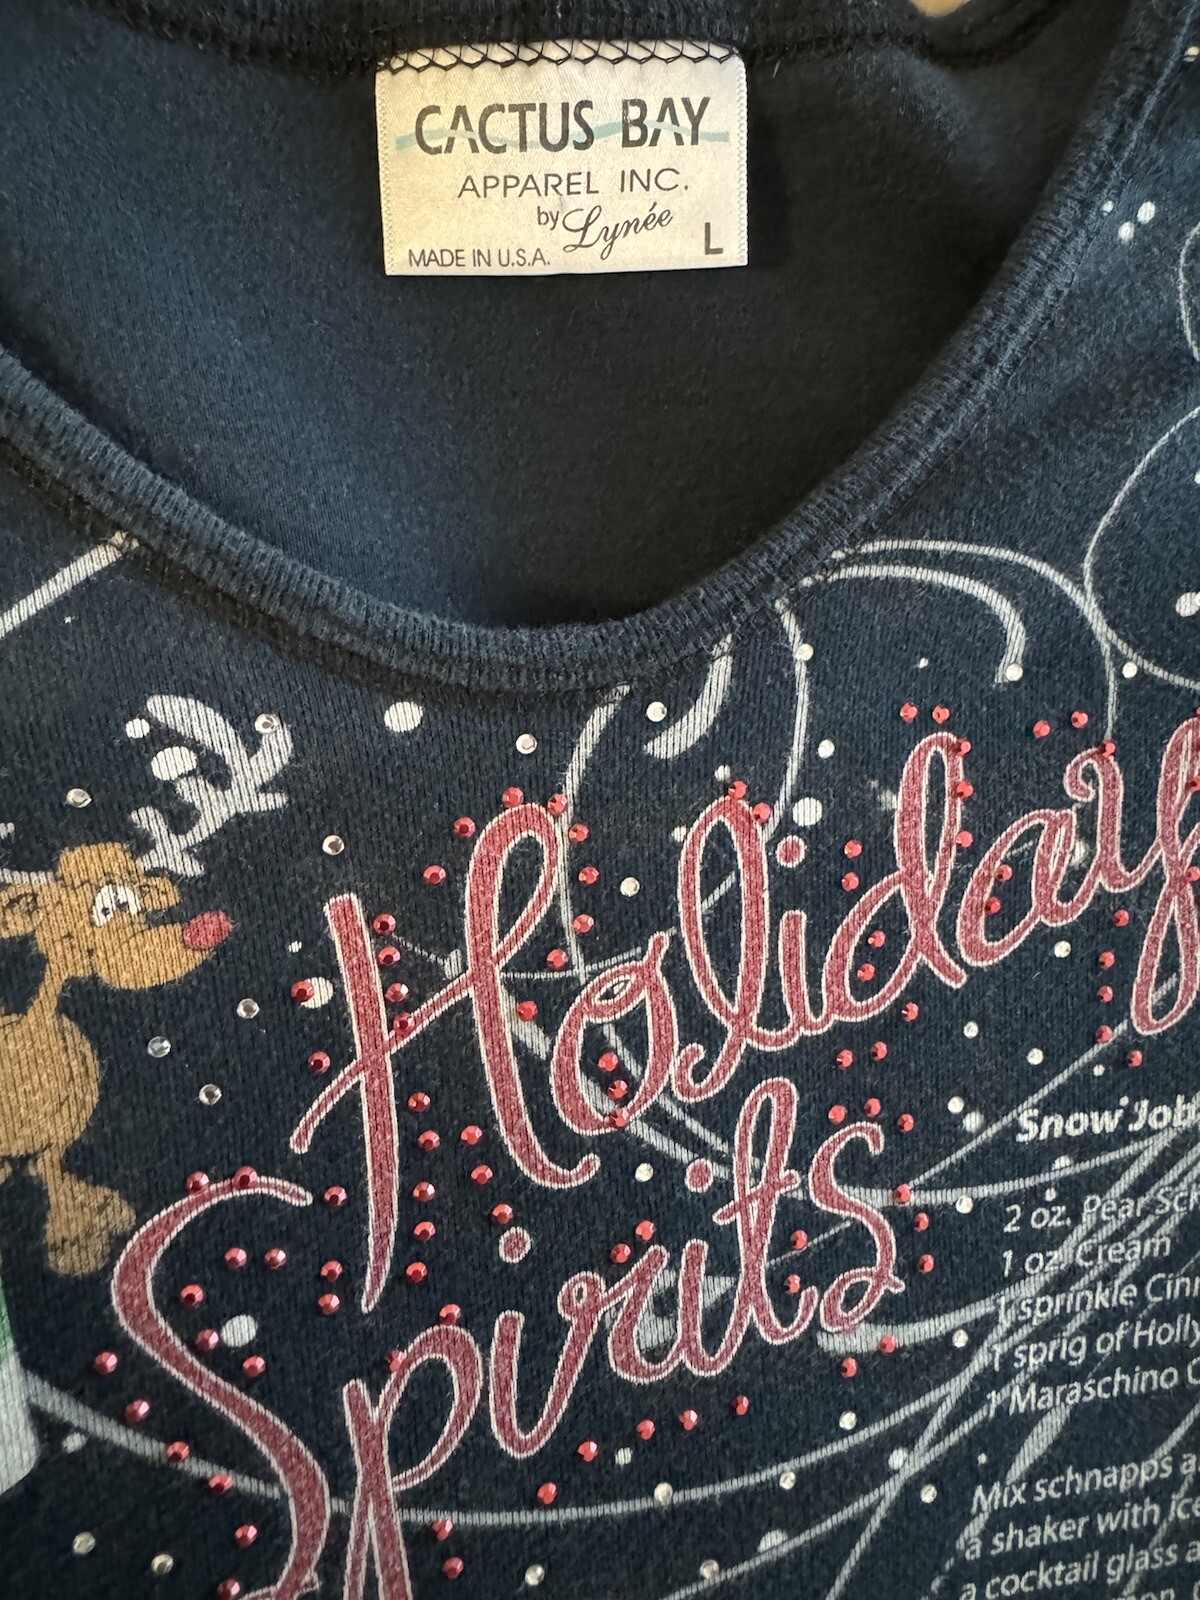 CACTUS BAY
APPAREL INC.
by Lynée
MADE IN U.S.A. L
Holiday
Spirits
Snow Job
2 oz. Pear
1 oz. Cream
1 sprinkle
1 sprig of Holly
1 Maraschino
Mix schnapps
a shaker with
a cocktail glass